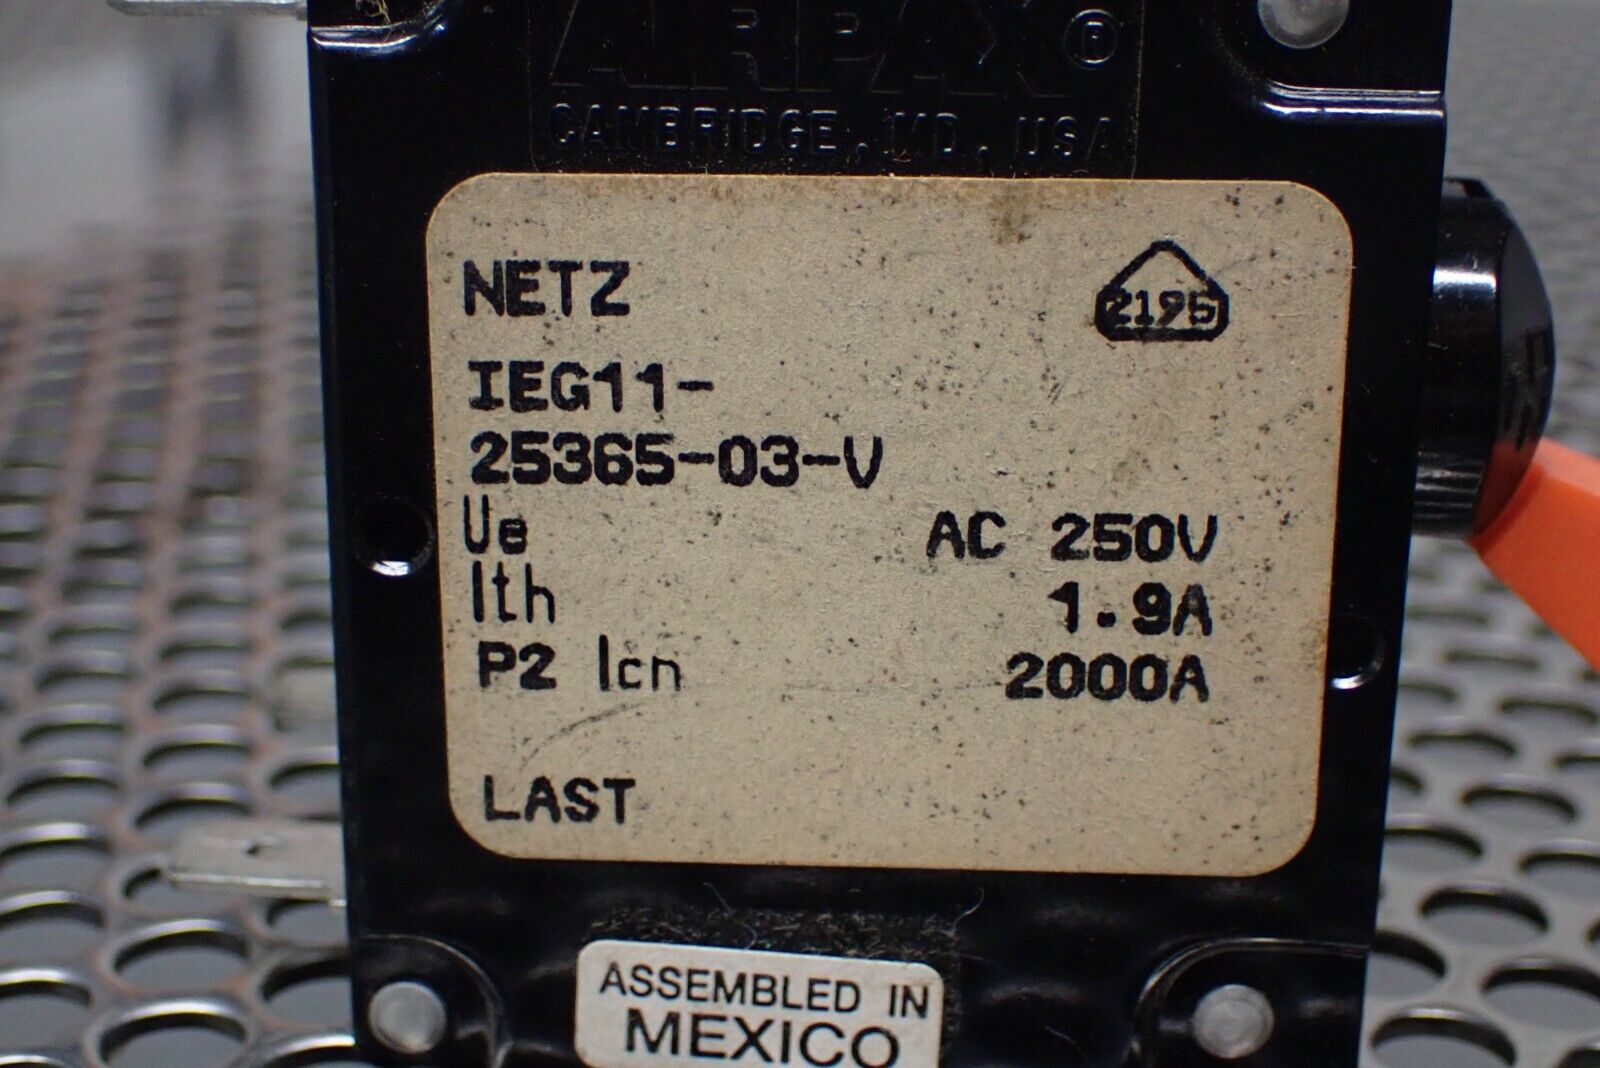 AIRPAX®
CAMBRIDGE, MD, USA
NETZ
2196
IEG11-
25365-03-V
Ue AC 250V
Ith 1.9A
P2 Icn 2000A
LAST
ASSEMBLED IN
MEXICO